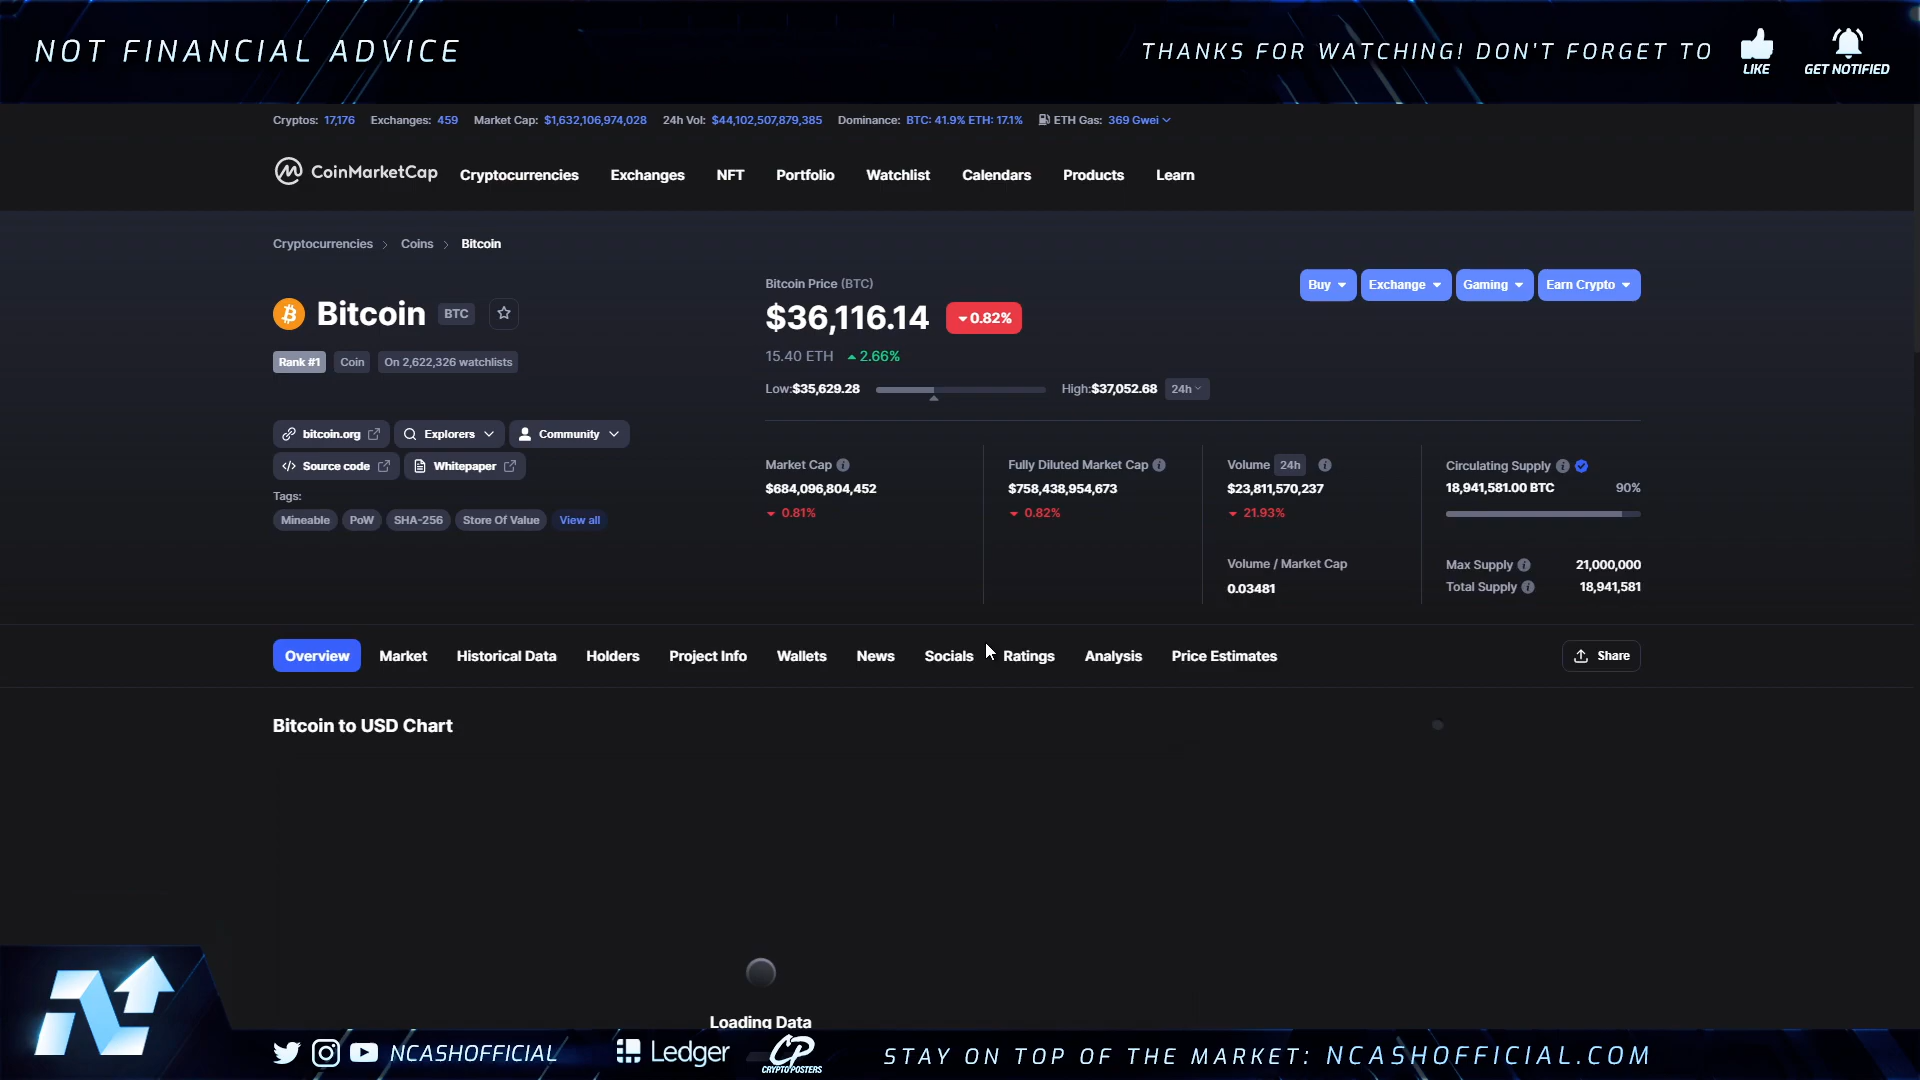 NOT FINANCIAL ADVICE
THANKS FOR WATCHING! DON'T FORGET TO
LIKE
GET NOTIFIED
Cryptos: 17,176 Exchanges: 459 Market Cap: $1,632,106,974,028 24h Vol: $44,102,507,879,385 Dominance: BTC: 41.9% ETH: 17.1% ETH Gas: 369 Gwei
CoinMarketCap Cryptocurrencies Exchanges NFT Portfolio Watchlist Calendars Products Learn
Cryptocurrencies > Coins > Bitcoin
Bitcoin BTC
Rank #1 Coin On 2,622,326 watchlists
bitcoin.org Explorers Community
Source code Whitepaper
Tags:
Mineable PoW SHA-256 Store Of Value View all
Bitcoin Price (BTC)
$36,116.14 0.82%
15.40 ETH 2.66%
Low:$35,629.28 High:$37,052.68 24h
Buy Exchange Gaming Earn Crypto
Market Cap
$684,096,804,452
0.81%
Fully Diluted Market Cap
$758,438,954,673
0.82%
Volume 24h
$23,811,570,237
21.93%
Volume / Market Cap
0.03481
Circulating Supply
18,941,581.00 BTC 90%
Max Supply 21,000,000
Total Supply 18,941,581
Overview Market Historical Data Holders Project Info Wallets News Socials Ratings Analysis Price Estimates Share
Bitcoin to USD Chart
Loading Data
NCASHOFFICIAL Ledger CP
CRYPTOPOSTERS
STAY ON TOP OF THE MARKET: NCASHOFFICIAL.COM